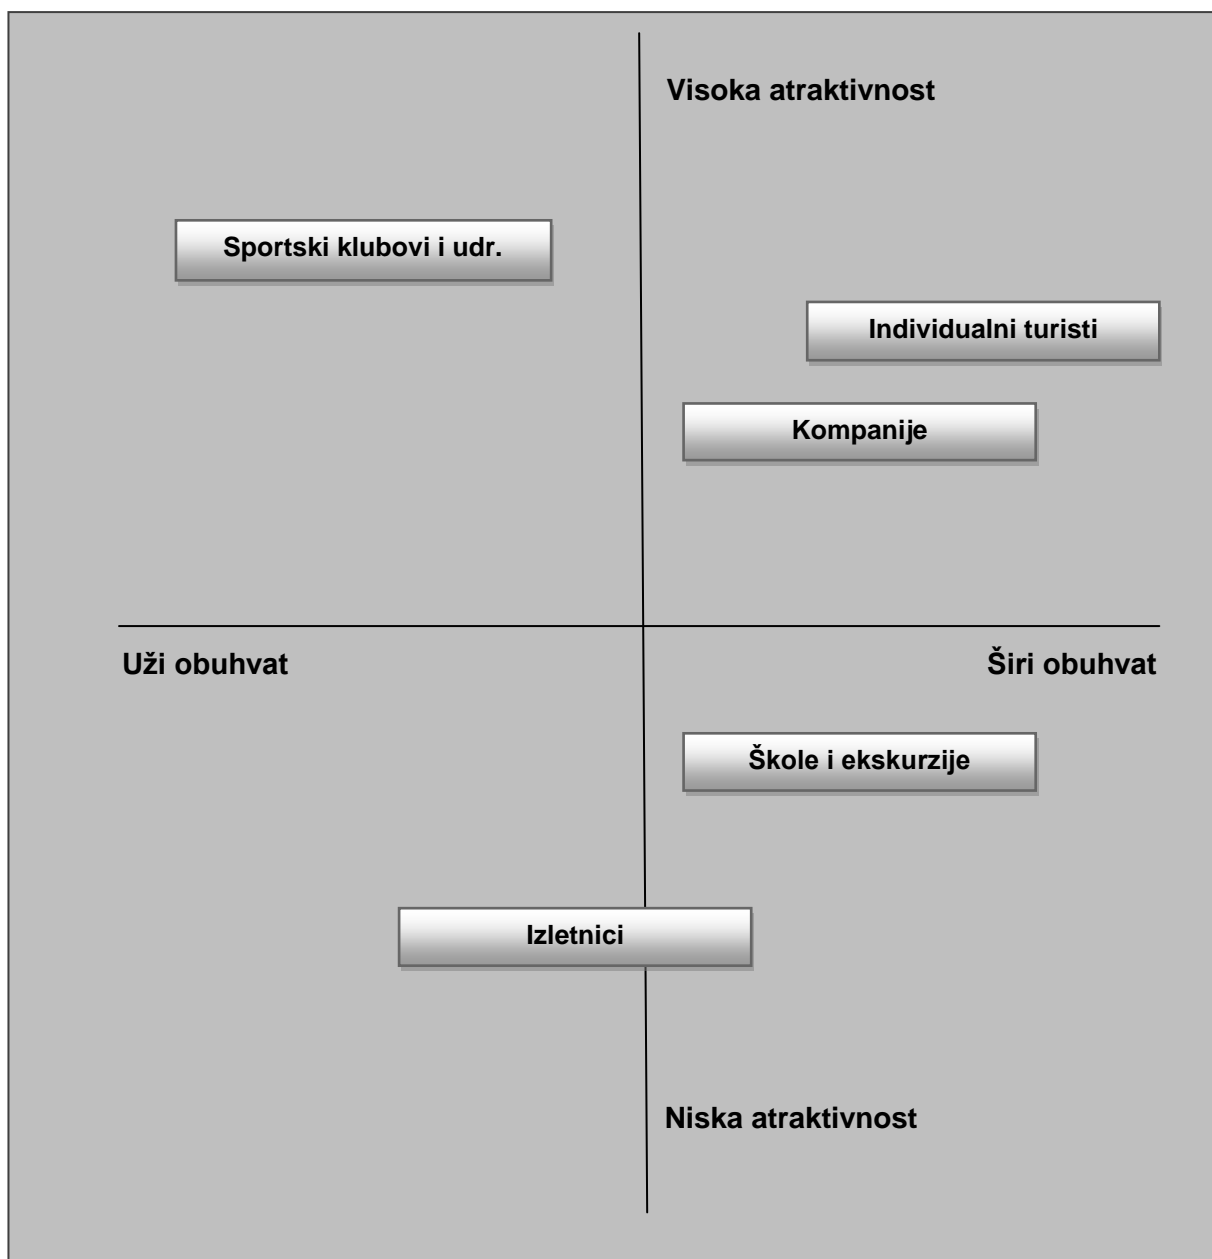 Visoka atraktivnost
Sportski klubovi i udr.
Individualni turisti
Kompanije
Uži obuhvat
Širi obuhvat
Škole i ekskurzije
Izletnici
Niska atraktivnost